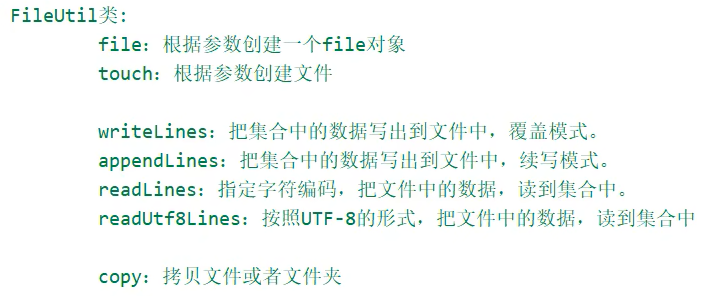 FileUtil类:
file：根据参数创建一个file对象
touch：根据参数创建文件
writeLines：把集合中的数据写出到文件中，覆盖模式。
appendLines：把集合中的数据写出到文件中，续写模式。
readLines：指定字符编码，把文件中的数据，读到集合中。
readUtf8Lines：按照UTF-8的形式，把文件中的数据，读到集合中
copy：拷贝文件或者文件夹